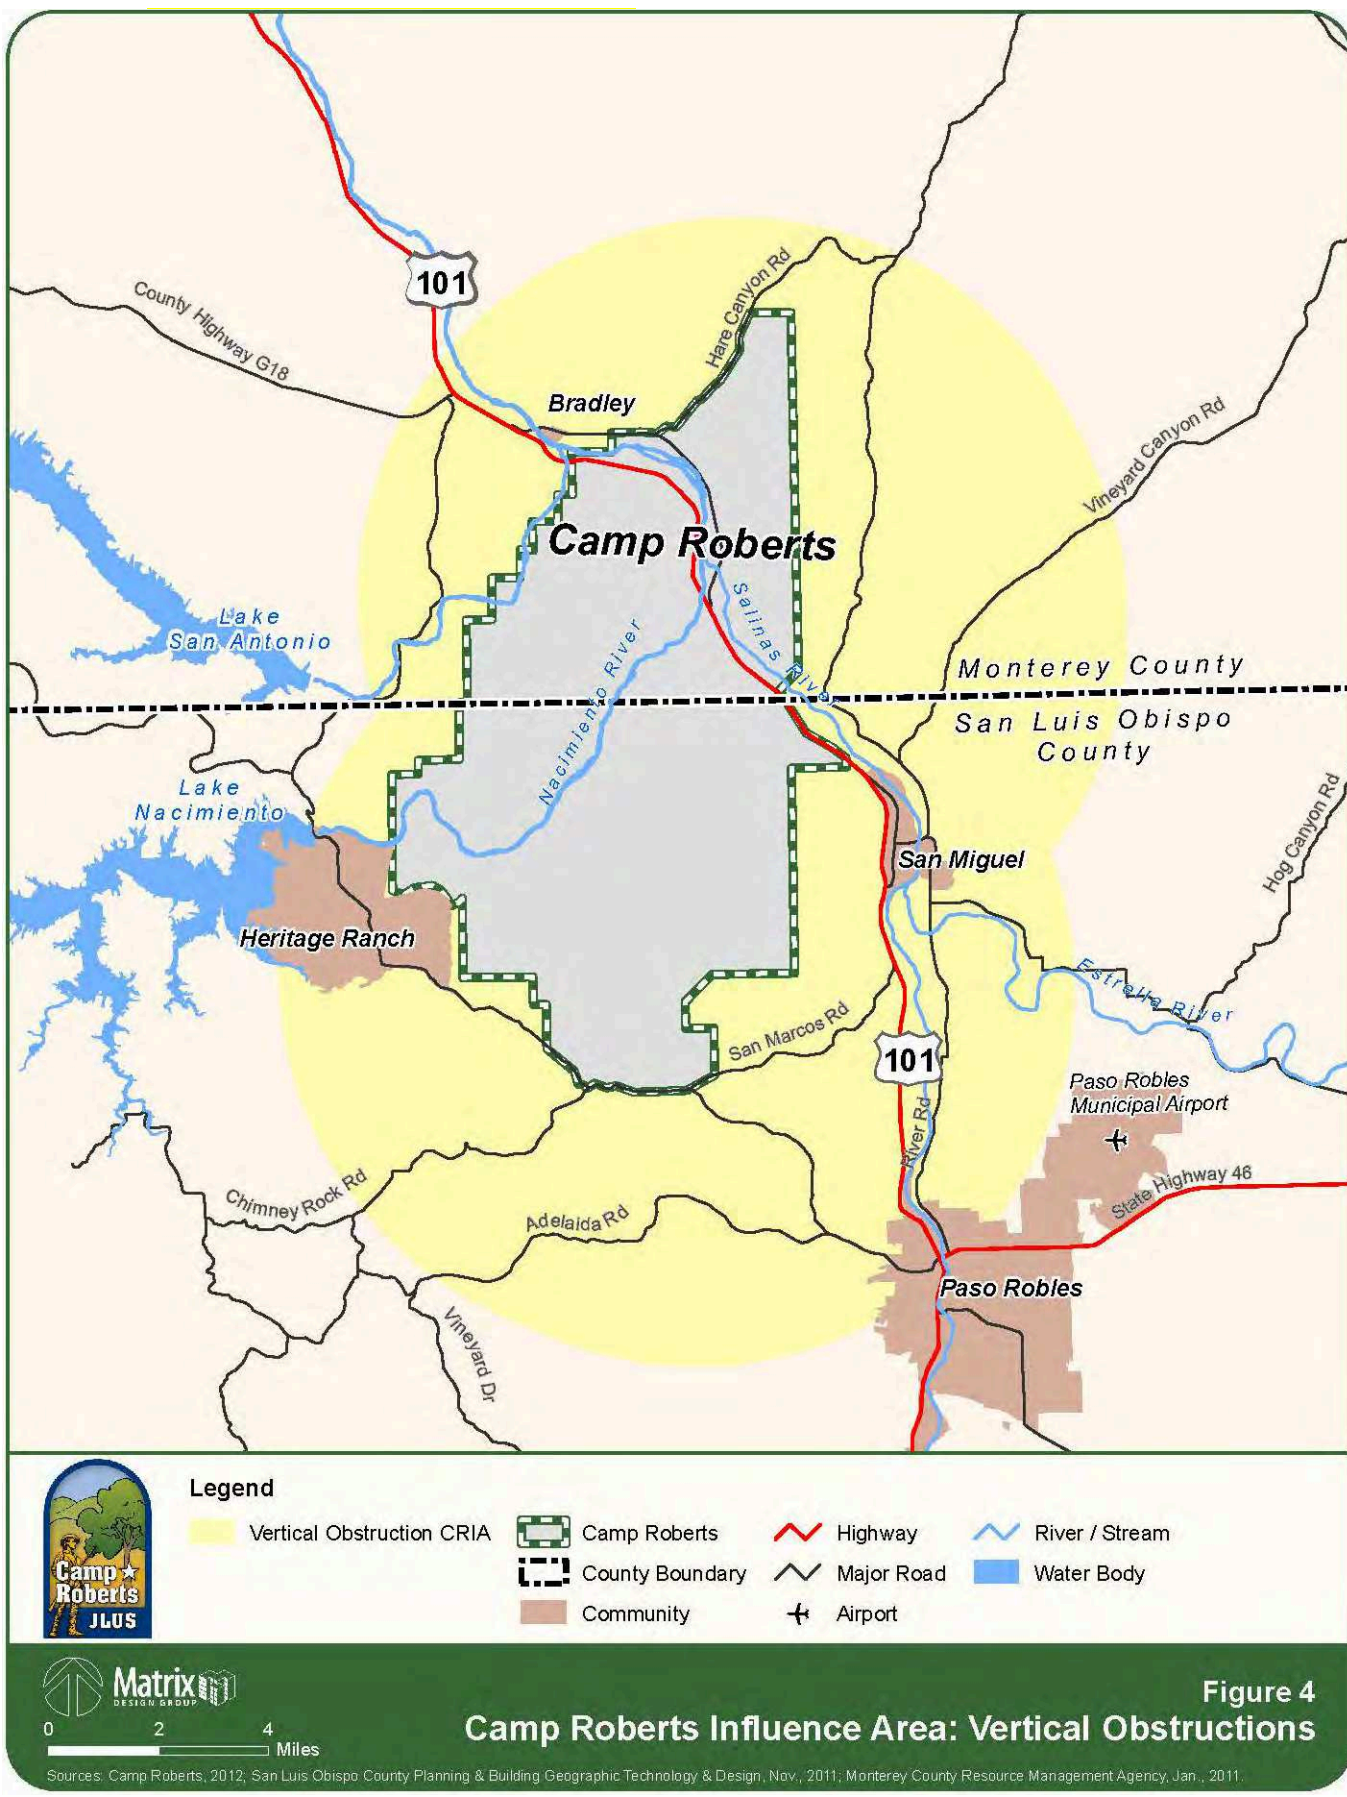 101
County Highway G18
Hare Canyon Rd
Bradley
Vineyard Canyon Rd
Camp Roberts
Lake
San Antonio
Salinas River
Nacimiento River
Monterey County
San Luis Obispo
County
Lake
Nacimiento
Hog Canyon Rd
San Miguel
Heritage Ranch
Estrella River
San Marcos Rd
101
Paso Robles
Municipal Airport
River Rd
State Highway 46
Chimney Rock Rd
Adelaida Rd
Paso Robles
Vineyard Dr
Legend
Vertical Obstruction CRIA
Camp Roberts
Highway
River / Stream
County Boundary
Major Road
Water Body
Community
Airport
Camp
Roberts
JLUS
Matrix
DESIGN GROUP
0 2 4
Miles
Figure 4
Camp Roberts Influence Area: Vertical Obstructions
Sources: Camp Roberts, 2012; San Luis Obispo County Planning & Building Geographic Technology & Design, Nov., 2011; Monterey County Resource Management Agency, Jan., 2011.